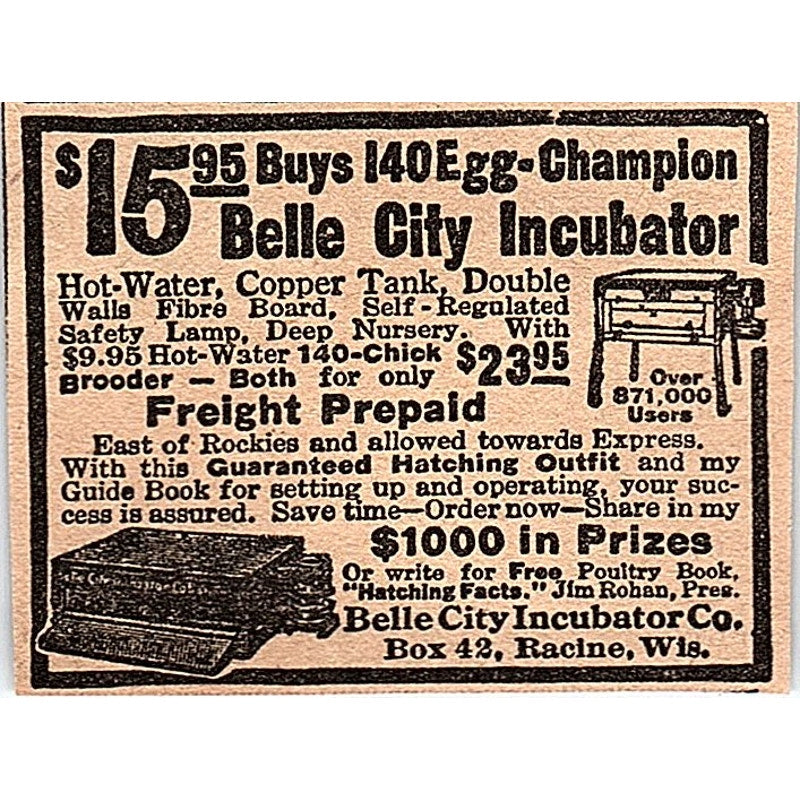 $15.95 Buys 140 Egg-Champion
Belle City Incubator
Hot-Water, Copper Tank, Double
Walls Fibre Board, Self-Regulated
Safety Lamp, Deep Nursery. With
$9.95 Hot-Water 140-Chick $23.95
Brooder — Both for only
Over
871,000
Users
Freight Prepaid
East of Rockies and allowed towards Express.
With this Guaranteed Hatching Outfit and my
Guide Book for setting up and operating, your suc-
cess is assured. Save time—Order now—Share in my
$1000 in Prizes
Or write for Free Poultry Book,
"Hatching Facts." Jim Rohan, Pres.
Belle City Incubator Co.
Box 42, Racine, Wis.